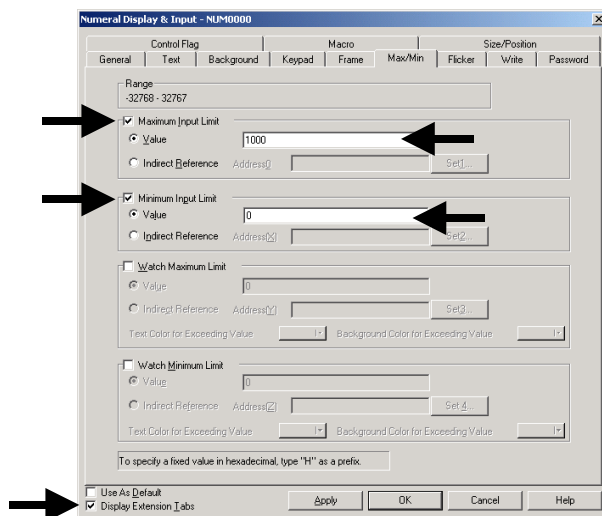 Numeral Display & Input - NUM0000
Control Flag Macro Size/Position
General Text Background Keypad Frame Max/Min Flicker Write Password
Range
-32768 - 32767
Maximum Input Limit
Value 1000
Indirect Reference Address0 Set1...
Minimum Input Limit
Value 0
Indirect Reference Address(X) Set2...
Watch Maximum Limit
Value 0
Indirect Reference Address(Y) Set3...
Text Color for Exceeding Value Background Color for Exceeding Value
Watch Minimum Limit
Value 0
Indirect Reference Address(Z) Set 4...
Text Color for Exceeding Value Background Color for Exceeding Value
To specify a fixed value in hexadecimal, type "H" as a prefix.
Use As Default
Display Extension Tabs Apply OK Cancel Help